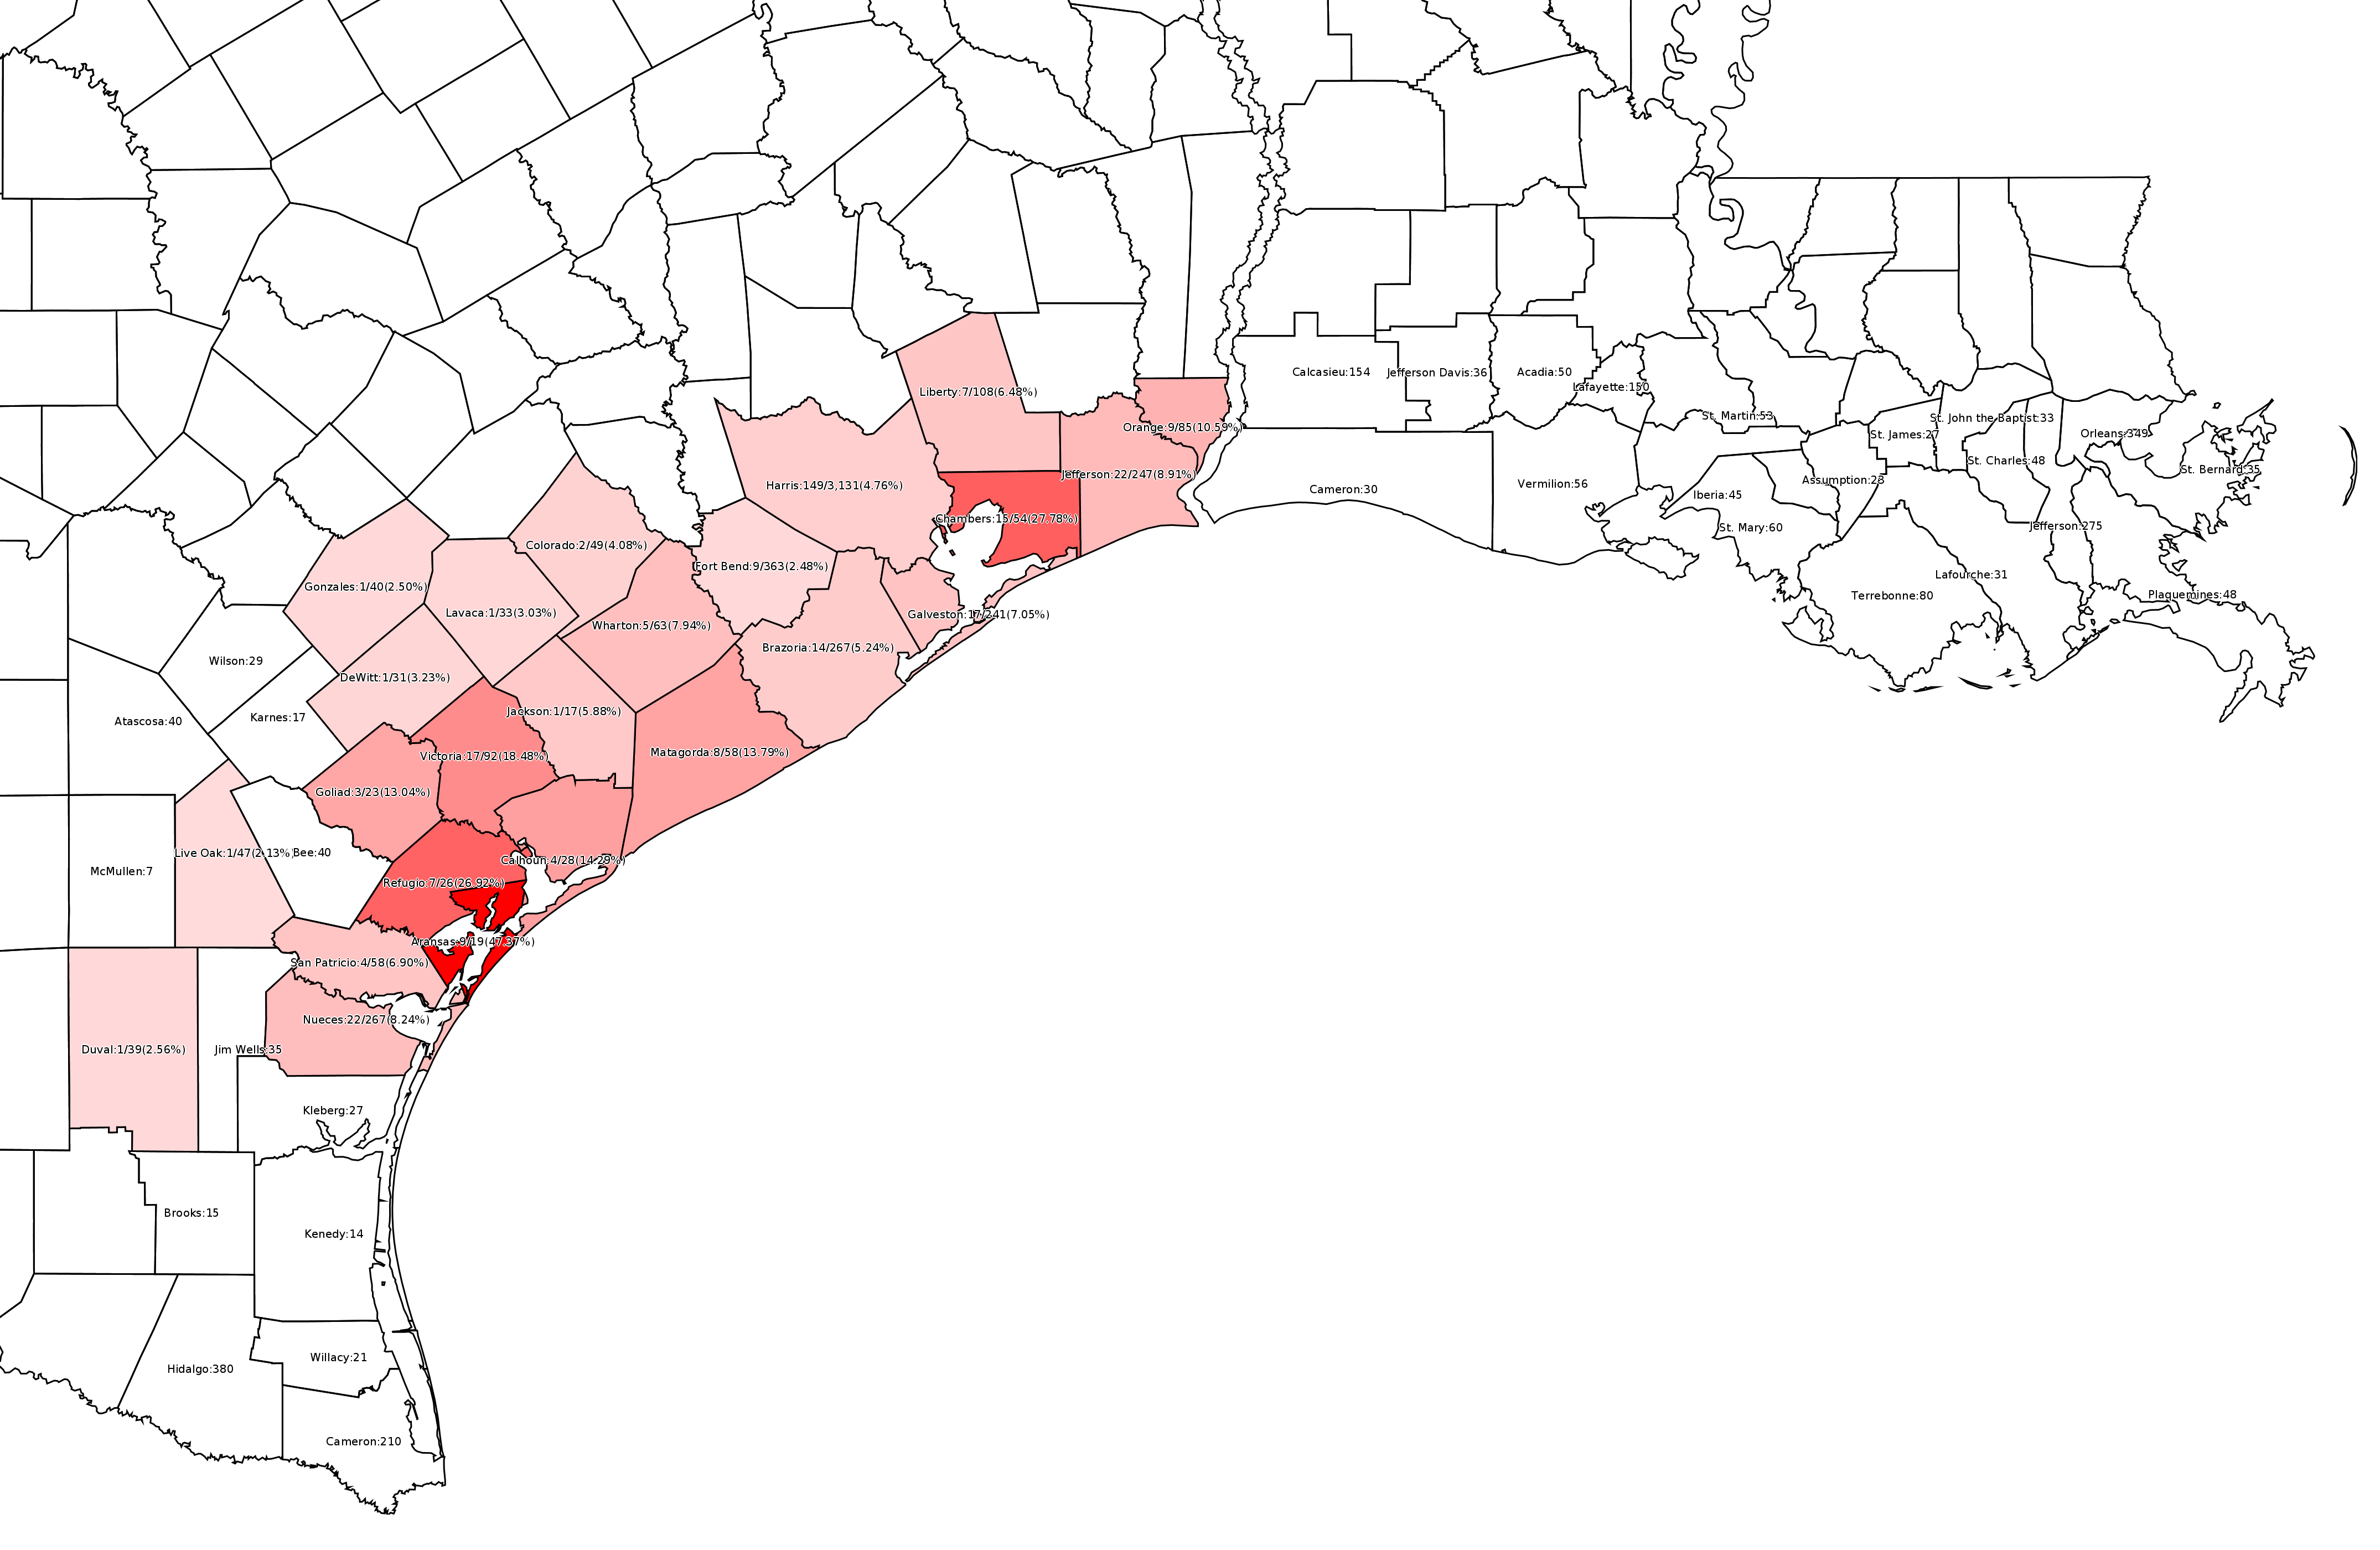 Calcasieu:154
Jefferson Davis:36
Acadia:50
Lafayette:150
Liberty:7/108(6.48%)
St. Martin:53
St. John the Baptist:33
Orange:9/85(10.59%)
St. James:27
Orleans:349
St. Charles:48
St. Bernard:35
Jefferson:22/247(8.91%)
Assumption:23
Harris:149/3,131(4.76%)
Vermilion:56
Cameron:30
Iberia:45
Chambers:15/54(27.78%)
Jefferson:275
St. Mary:60
Colorado:2/49(4.08%)
Fort Bend:9/363(2.48%)
Lafourche:31
Gonzales:1/40(2.50%)
Plaquemines:48
Terrebonne:80
Lavaca:1/33(3.03%)
Galveston:17/241(7.05%)
Wharton:5/63(7.94%)
Brazoria:14/267(5.24%)
Wilson:29
DeWitt:1/31(3.23%)
Jackson:1/17(5.88%)
Karnes:17
Atascosa:40
Matagorda:8/58(13.79%)
Victoria:17/92(18.48%)
Goliad:3/23(13.04%)
Live Oak:1/47(2.13%)
Bee:40
Calhoun:4/28(14.29%)
McMullen:7
Refugio:7/26(26.92%)
Aransas:9/19(47.37%)
San Patricio:4/58(6.90%)
Nueces:22/267(8.24%)
Duval:1/39(2.56%)
Jim Wells:35
Kleberg:27
Brooks:15
Kenedy:14
Willacy:21
Hidalgo:380
Cameron:210